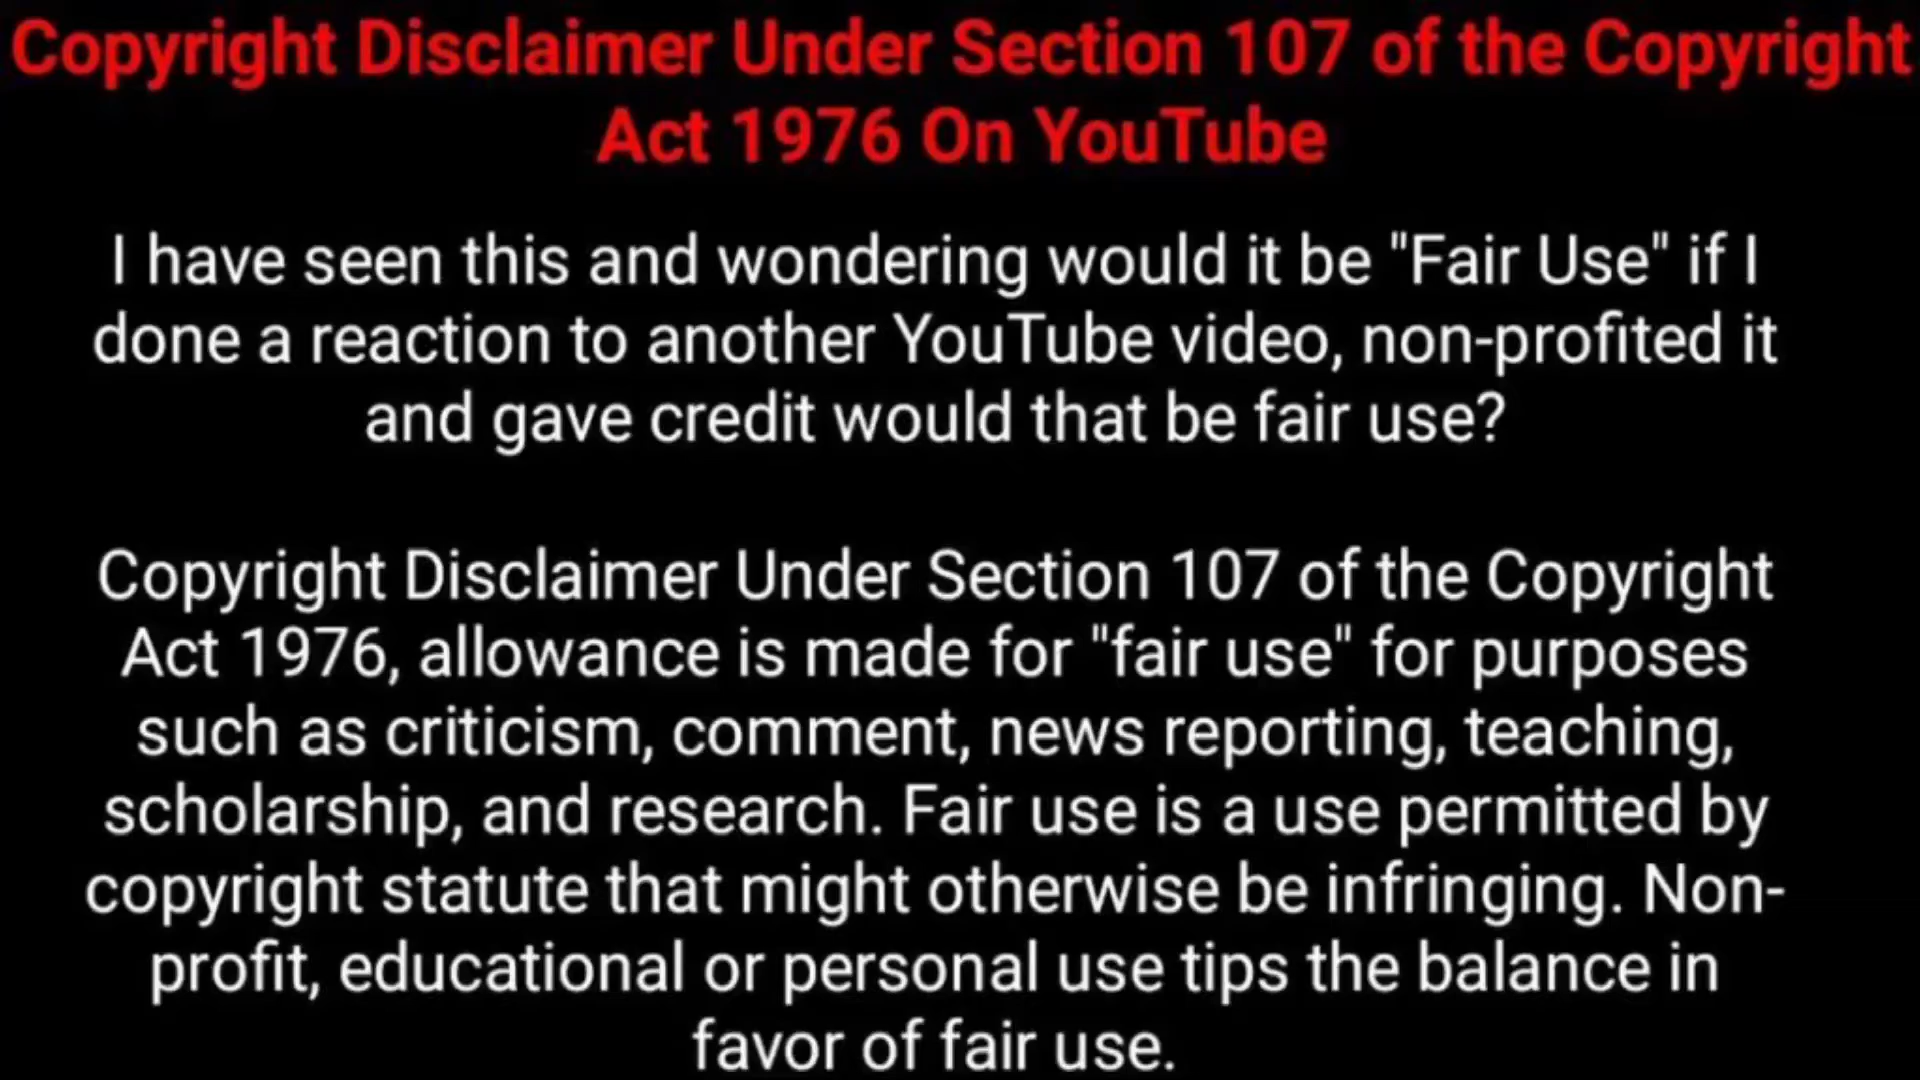 Copyright Disclaimer Under Section 107 of the Copyright
Act 1976 On YouTube
I have seen this and wondering would it be "Fair Use" if I
done a reaction to another YouTube video, non-profited it
and gave credit would that be fair use?
Copyright Disclaimer Under Section 107 of the Copyright
Act 1976, allowance is made for "fair use" for purposes
such as criticism, comment, news reporting, teaching,
scholarship, and research. Fair use is a use permitted by
copyright statute that might otherwise be infringing. Non-
profit, educational or personal use tips the balance in
favor of fair use.